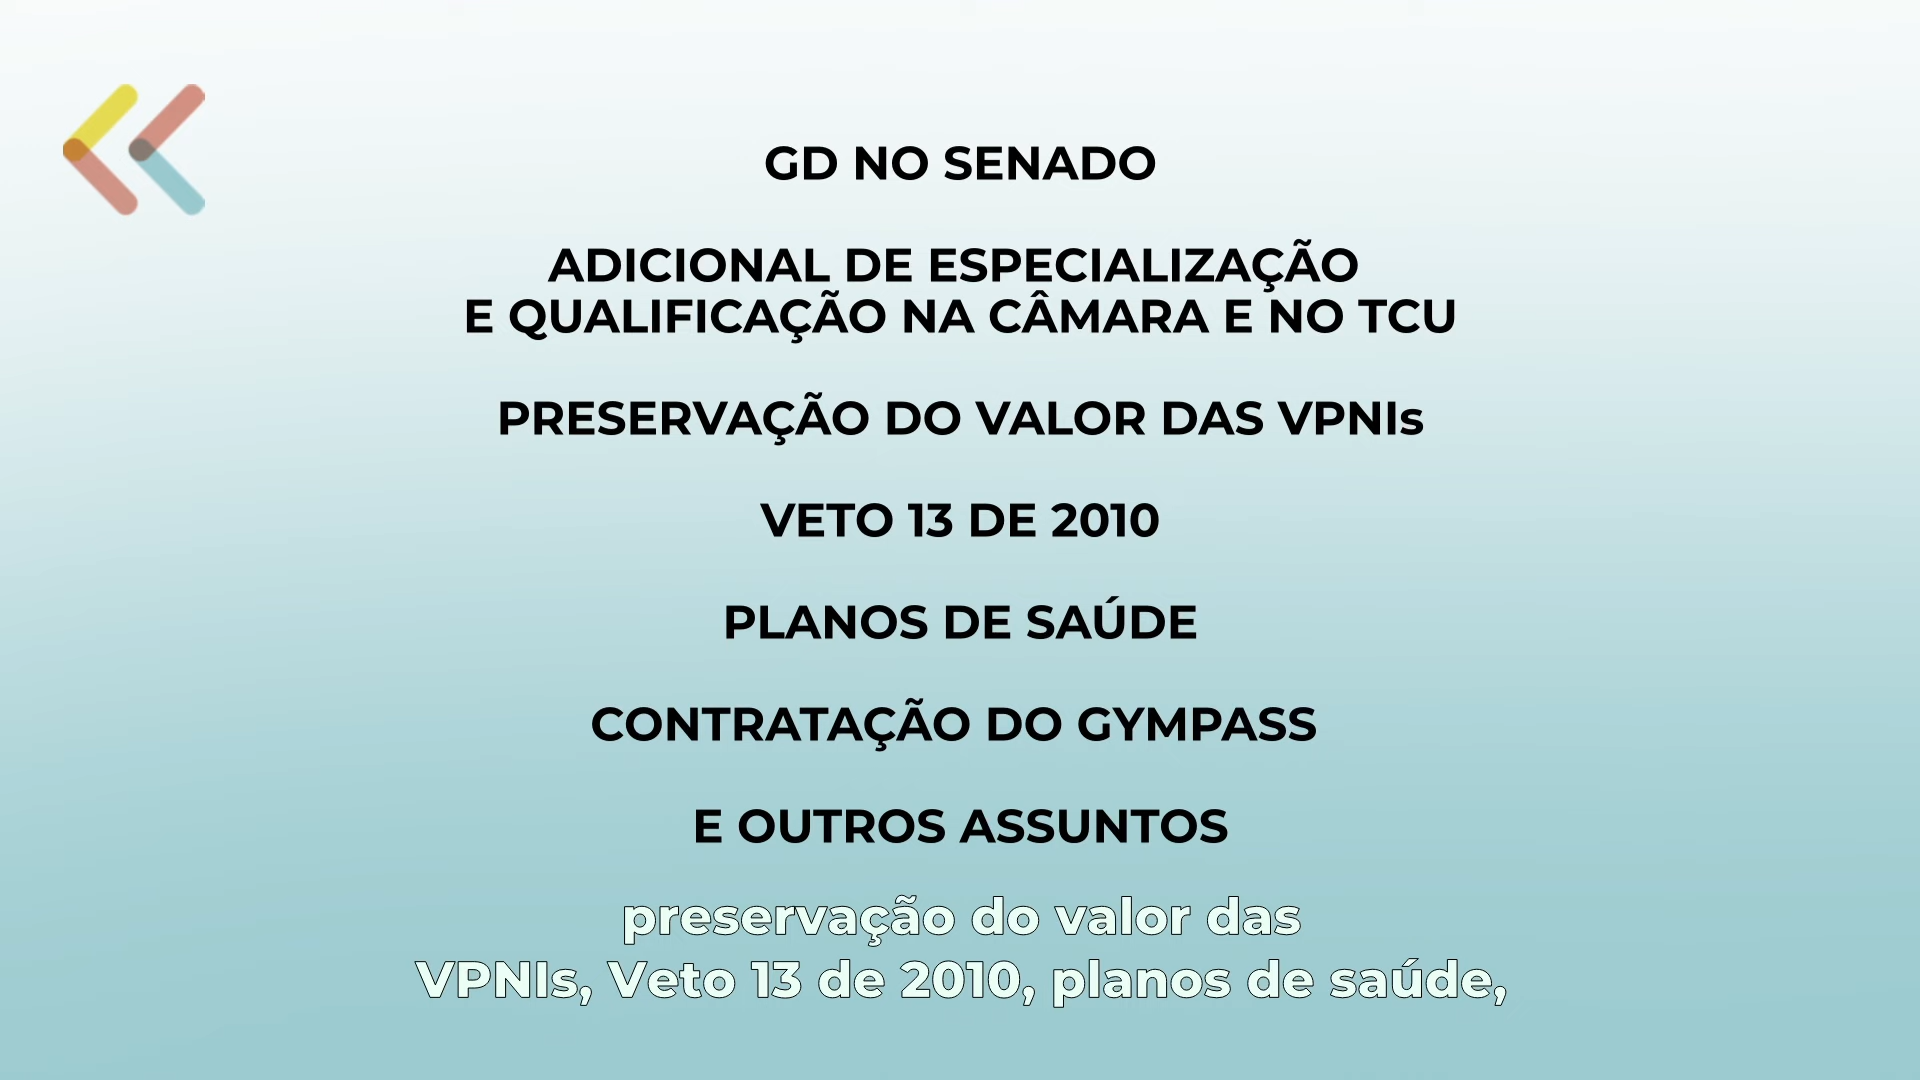 GD NO SENADO
ADICIONAL DE ESPECIALIZAÇÃO
E QUALIFICAÇÃO NA CÂMARA E NO TCU
PRESERVAÇÃO DO VALOR DAS VPNIs
VETO 13 DE 2010
PLANOS DE SAÚDE
CONTRATAÇÃO DO GYMPASS
E OUTROS ASSUNTOS
preservação do valor das
VPNIs, Veto 13 de 2010, planos de saúde,